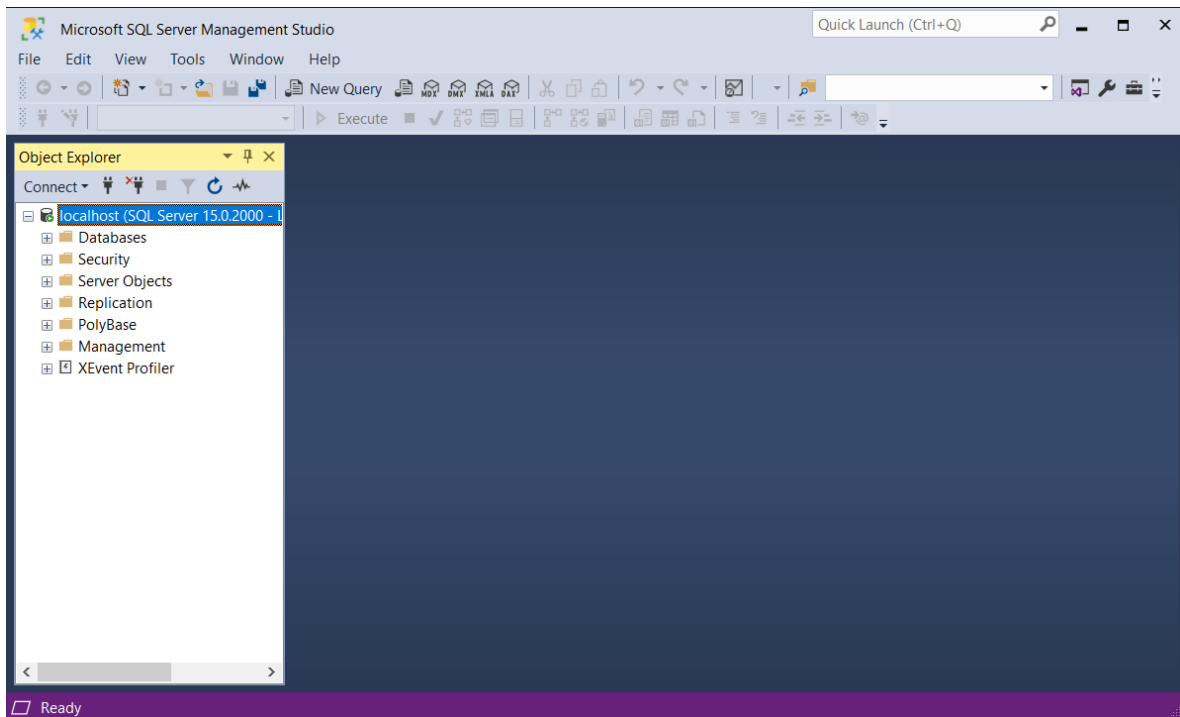 Microsoft SQL Server Management Studio
Quick Launch (Ctrl+Q)
File Edit View Tools Window Help
New Query MDX DMX XMLA DAX
Execute
Object Explorer
Connect
localhost (SQL Server 15.0.2000 - L
Databases
Security
Server Objects
Replication
PolyBase
Management
XEvent Profiler
Ready